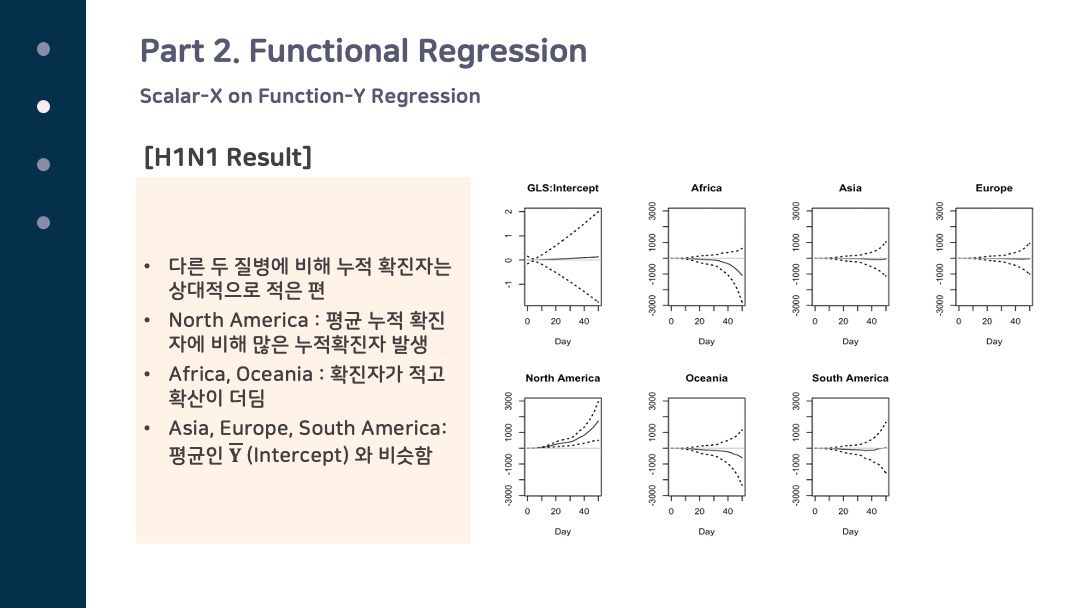 Part 2. Functional Regression
Scalar-X on Function-Y Regression
[H1N1 Result]
• 다른 두 질병에 비해 누적 확진자는
상대적으로 적은 편
• North America : 평균 누적 확진
자에 비해 많은 누적확진자 발생
• Africa, Oceania : 확진자가 적고
확산이 더딤
• Asia, Europe, South America:
평균인 Y̅ (Intercept) 와 비슷함
GLS:Intercept
2
1
0
-1
0 20 40
Day
Africa
3000
1000
-1000
-3000
0 20 40
Day
Asia
3000
1000
-1000
-3000
0 20 40
Day
Europe
3000
1000
-1000
-3000
0 20 40
Day
North America
3000
1000
-1000
-3000
0 20 40
Day
Oceania
3000
1000
-1000
-3000
0 20 40
Day
South America
3000
1000
-1000
-3000
0 20 40
Day